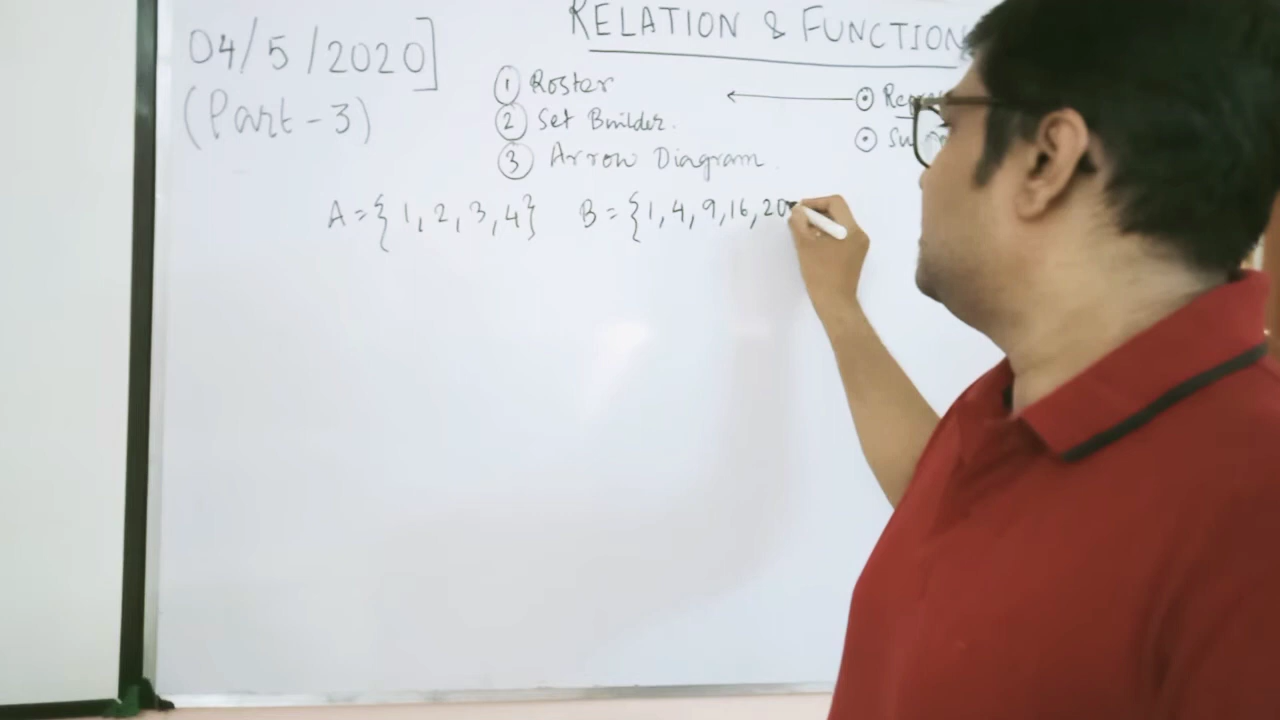 04/5/2020]
(Part-3)
RELATION & FUNCTION
① Roster
② Set Builder.
③ Arrow Diagram.
A = { 1, 2, 3, 4} B = {1, 4, 9, 16, 20